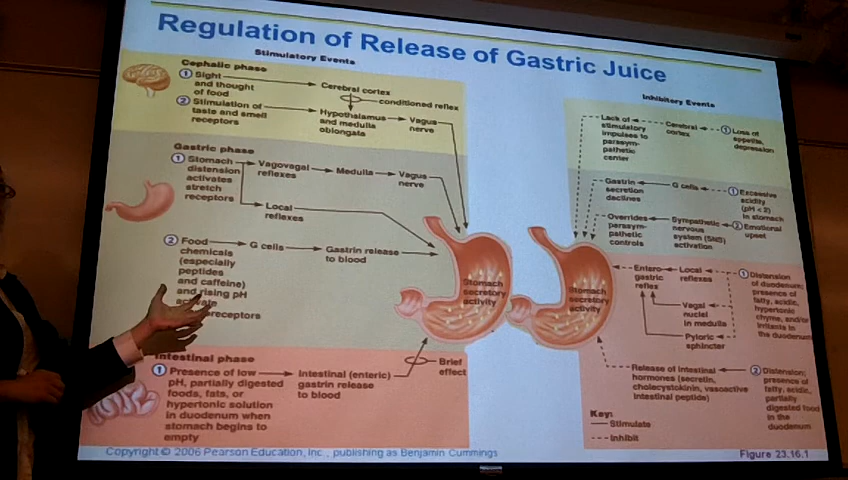 Regulation of Release of Gastric Juice
Stimulatory Events
Cephalic phase
1 Sight
and thought
of food
Cerebral cortex
conditioned reflex
2 Stimulation of
taste and smell
receptors
Hypothalamus
and medulla
oblongata
Vagus
nerve
Gastric phase
1 Stomach
distension
activates
stretch
receptors
Vagovagal
reflexes
Medulla
Vagus
nerve
Local
reflexes
2 Food
chemicals
(especially
peptides
and caffeine)
and rising pH
receptors
G cells
Gastrin release
to blood
Stomach
secretory
activity
Intestinal phase
1 Presence of low
pH, partially digested
foods, fats, or
hypertonic solution
in duodenum when
stomach begins to
empty
Intestinal (enteric)
gastrin release
to blood
Brief
effect
Inhibitory Events
Lack of
stimulatory
impulses to
parasym-
pathetic
center
Cerebral
cortex
1 Loss of
appetite,
depression
Gastrin
secretion
declines
G cells
1 Excessive
acidity
(pH < 2)
in stomach
Overrides
parasym-
pathetic
controls
Sympathetic
nervous
system (SNS)
activation
2 Emotional
upset
Stomach
secretory
activity
Entero-
gastric
reflex
Local
reflexes
Vagal
nuclei
in medulla
Pyloric
sphincter
1 Distension
of duodenum;
presence of
fatty, acidic,
hypertonic
chyme, and/or
irritants in
the duodenum
Release of intestinal
hormones (secretin,
cholecystokinin, vasoactive
intestinal peptide)
2 Distension;
presence of
fatty, acidic,
partially
digested food
in the
duodenum
Key:
Stimulate
Inhibit
Copyright © 2006 Pearson Education, Inc., publishing as Benjamin Cummings
Figure 23.16.1